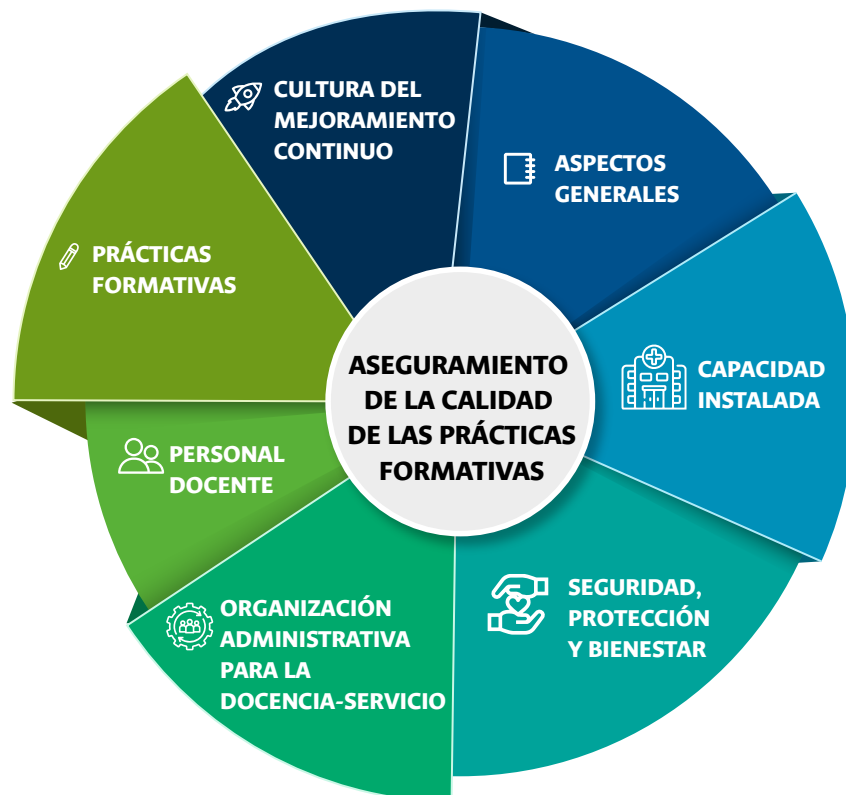 CULTURA DEL
MEJORAMIENTO
CONTINUO
ASPECTOS
GENERALES
CAPACIDAD
INSTALADA
SEGURIDAD,
PROTECCIÓN
Y BIENESTAR
ORGANIZACIÓN
ADMINISTRATIVA
PARA LA
DOCENCIA-SERVICIO
PERSONAL
DOCENTE
PRÁCTICAS
FORMATIVAS
ASEGURAMIENTO
DE LA CALIDAD
DE LAS PRÁCTICAS
FORMATIVAS